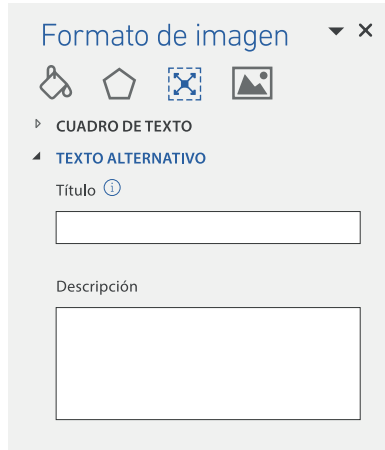 Formato de imagen
CUADRO DE TEXTO
TEXTO ALTERNATIVO
Título
Descripción